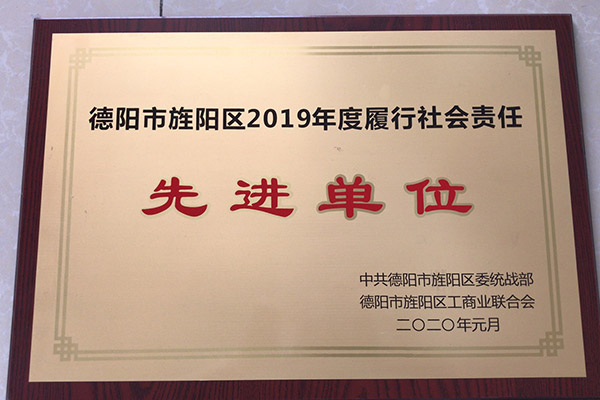 德阳市旌阳区2019年度履行社会责任
先进单位
中共德阳市旌阳区委统战部
德阳市旌阳区工商业联合会
二〇二〇年元月